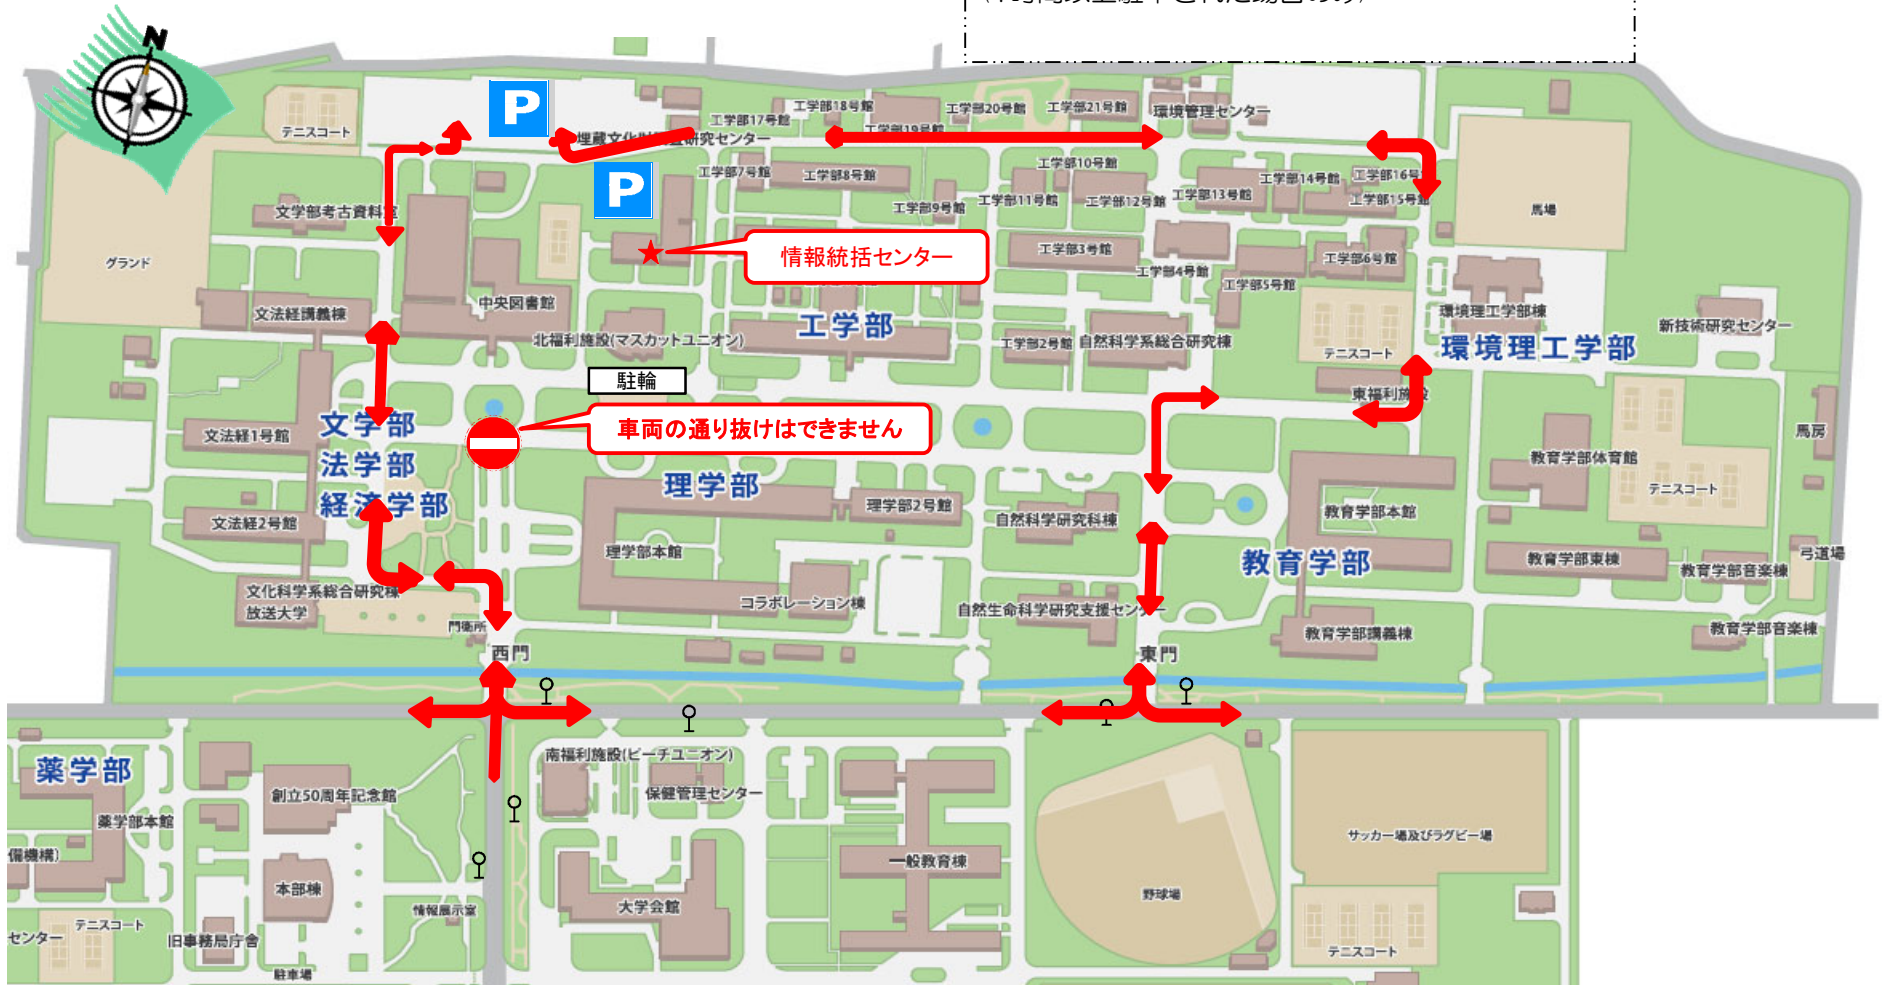 N
P
P
テニスコート
工学部17号館
工学部18号館
工学部19号館
工学部20号館
工学部21号館
環境管理センター
研究センター
工学部7号館
工学部8号館
工学部9号館
工学部10号館
工学部11号館
工学部12号館
工学部13号館
工学部14号館
工学部15号館
馬場
文学部考古資料室
グランド
情報統括センター
工学部3号館
工学部4号館
工学部5号館
工学部6号館
中央図書館
文法経講義棟
北福利施設(マスカットユニオン)
工学部
工学部2号館
自然科学系総合研究棟
テニスコート
環境理工学部棟
環境理工学部
新技術研究センター
駐輪
車両の通り抜けはできません
東福利施設
文学部
法学部
経済学部
文法経1号館
文法経2号館
理学部
理学部2号館
理学部本館
自然科学研究科棟
教育学部本館
教育学部体育館
テニスコート
馬房
教育学部
教育学部東棟
教育学部音楽棟
弓道場
文化科学系総合研究棟
放送大学
コラボレーション棟
自然生命科学研究支援センター
教育学部講義棟
教育学部音楽棟
門衛所
西門
東門
薬学部
薬学部本館
備機構)
創立50周年記念館
南福利施設(ピーチユニオン)
保健管理センター
一般教育棟
サッカー場及びラグビー場
野球場
本部棟
情報展示室
大学会館
テニスコート
センター
旧事務局庁舎
駐車場
テニスコート